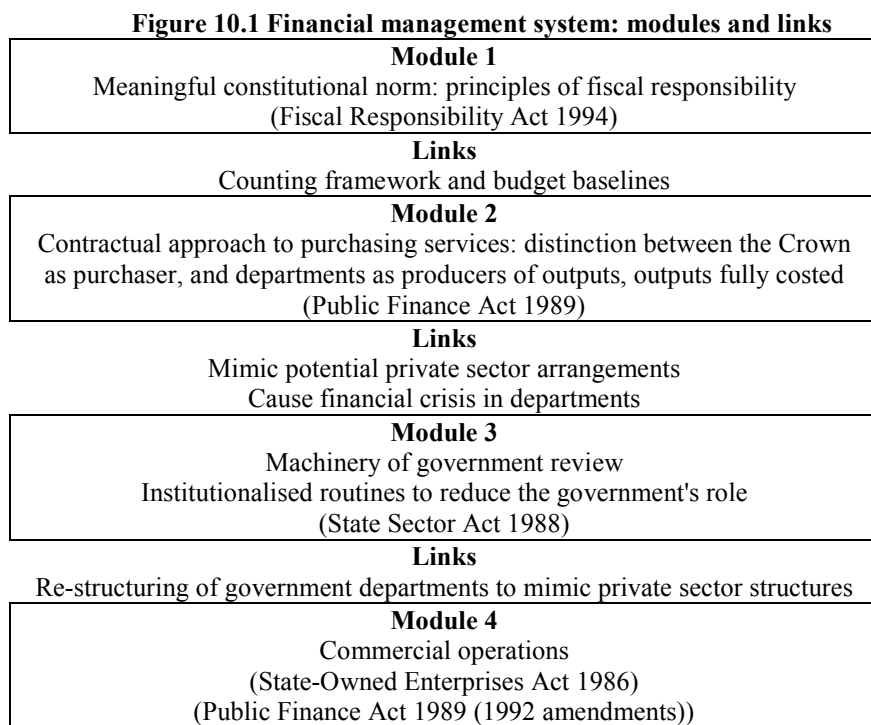 Figure 10.1 Financial management system: modules and links
Module 1
Meaningful constitutional norm: principles of fiscal responsibility
(Fiscal Responsibility Act 1994)
Links
Counting framework and budget baselines
Module 2
Contractual approach to purchasing services: distinction between the Crown
as purchaser, and departments as producers of outputs, outputs fully costed
(Public Finance Act 1989)
Links
Mimic potential private sector arrangements
Cause financial crisis in departments
Module 3
Machinery of government review
Institutionalised routines to reduce the government's role
(State Sector Act 1988)
Links
Re-structuring of government departments to mimic private sector structures
Module 4
Commercial operations
(State-Owned Enterprises Act 1986)
(Public Finance Act 1989 (1992 amendments))